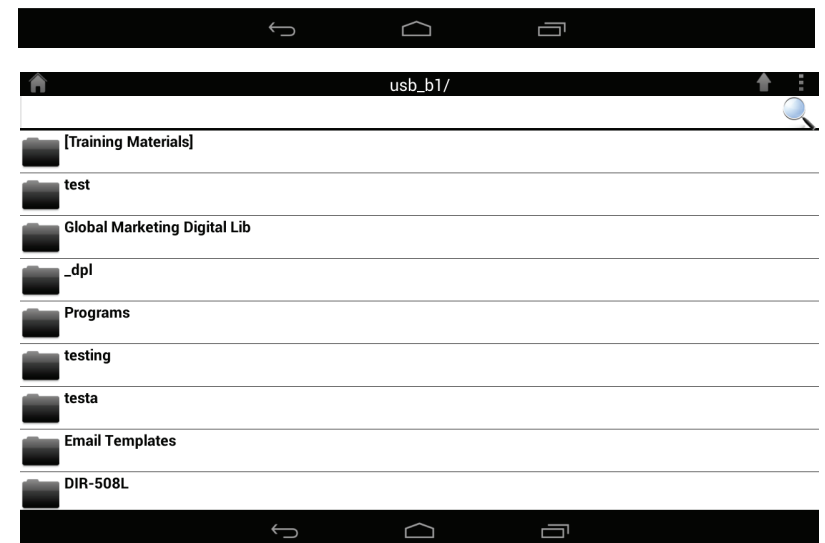 usb_b1/
[Training Materials]
test
Global Marketing Digital Lib
_dpl
Programs
testing
testa
Email Templates
DIR-508L